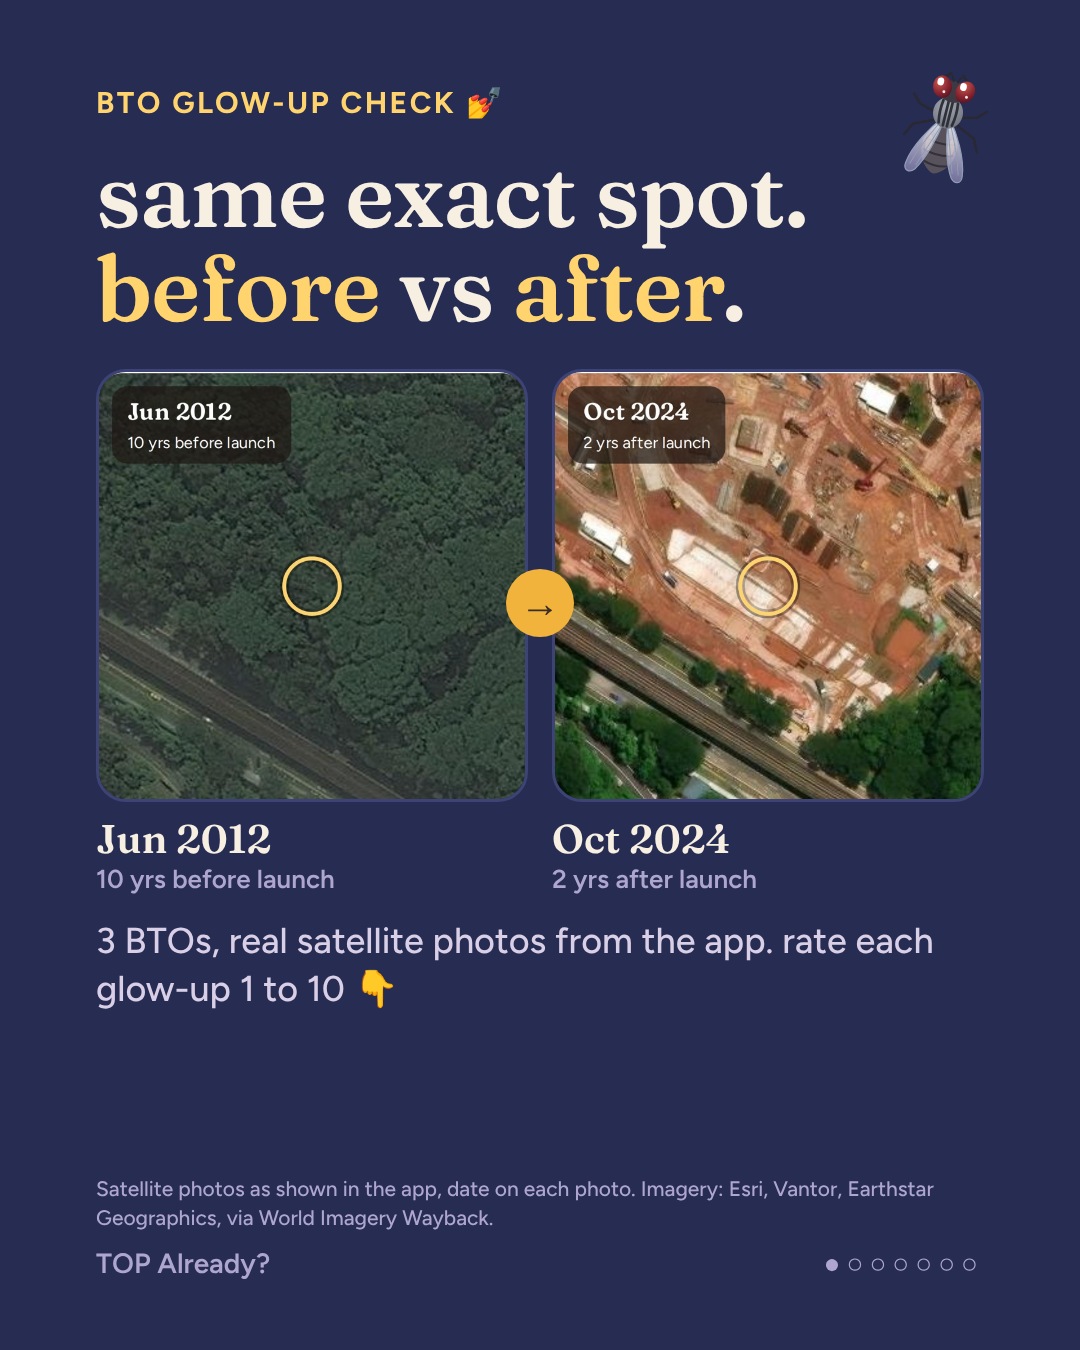 BTO GLOW-UP CHECK 💅
same exact spot.
before vs after.
Jun 2012
10 yrs before launch
Oct 2024
2 yrs after launch
→
Jun 2012
10 yrs before launch
Oct 2024
2 yrs after launch
3 BTOs, real satellite photos from the app. rate each
glow-up 1 to 10 👇
Satellite photos as shown in the app, date on each photo. Imagery: Esri, Vantor, Earthstar
Geographics, via World Imagery Wayback.
TOP Already?